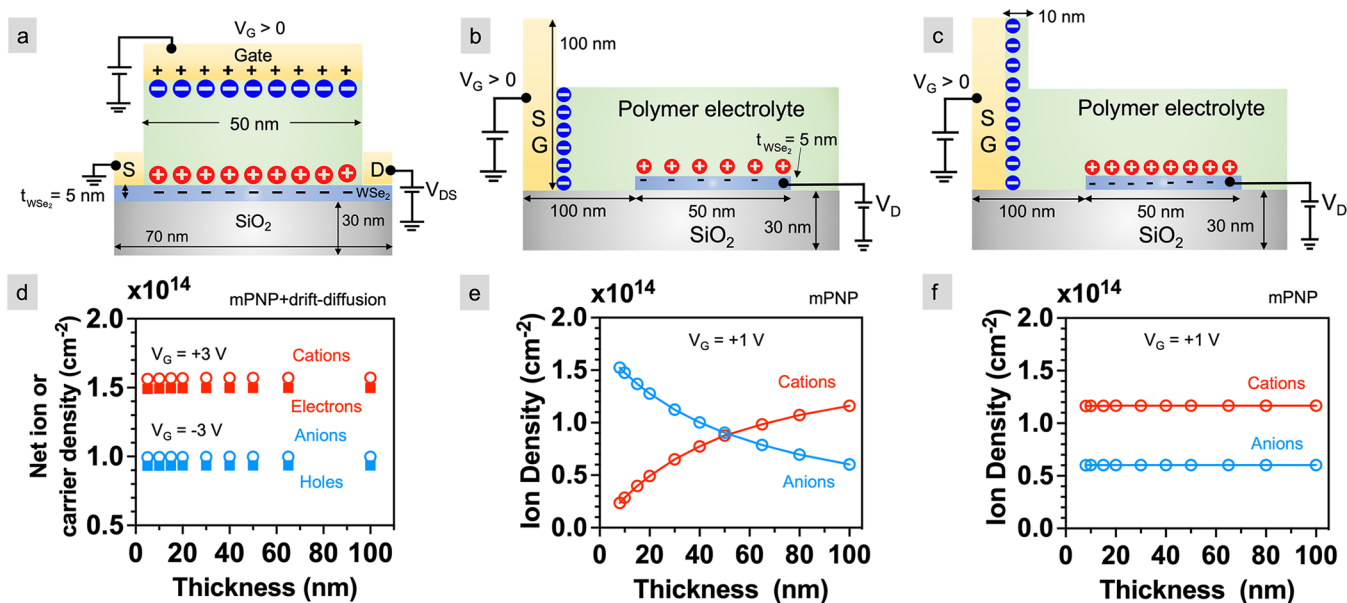 a
V_G > 0
Gate
+ + + + + + + + +
− − − − − − − − −
50 nm
S
D
+ + + + + + + + +
- - - - - - - - -
WSe₂
t_WSe₂ = 5 nm
V_DS
SiO₂
30 nm
70 nm
b
100 nm
V_G > 0
S
G
− − − − − −
Polymer electrolyte
t_WSe₂ = 5 nm
+ + + + + +
- - - - - -
V_D
100 nm
50 nm
30 nm
SiO₂
c
10 nm
V_G > 0
S
G
− − − − − − − − − −
Polymer electrolyte
+ + + + + + + +
- - - - - - - -
V_D
100 nm
50 nm
30 nm
SiO₂
d
x10¹⁴
mPNP+drift-diffusion
Net ion or
carrier density (cm⁻²)
2.0
1.5
1.0
0.5
V_G = +3 V
Cations
Electrons
V_G = -3 V
Anions
Holes
0 20 40 60 80 100
Thickness (nm)
e
x10¹⁴
mPNP
Ion Density (cm⁻²)
2.0
1.5
1.0
0.5
0.0
V_G = +1 V
Cations
Anions
0 20 40 60 80 100
Thickness (nm)
f
x10¹⁴
mPNP
Ion Density (cm⁻²)
2.0
1.5
1.0
0.5
0.0
V_G = +1 V
Cations
Anions
0 20 40 60 80 100
Thickness (nm)